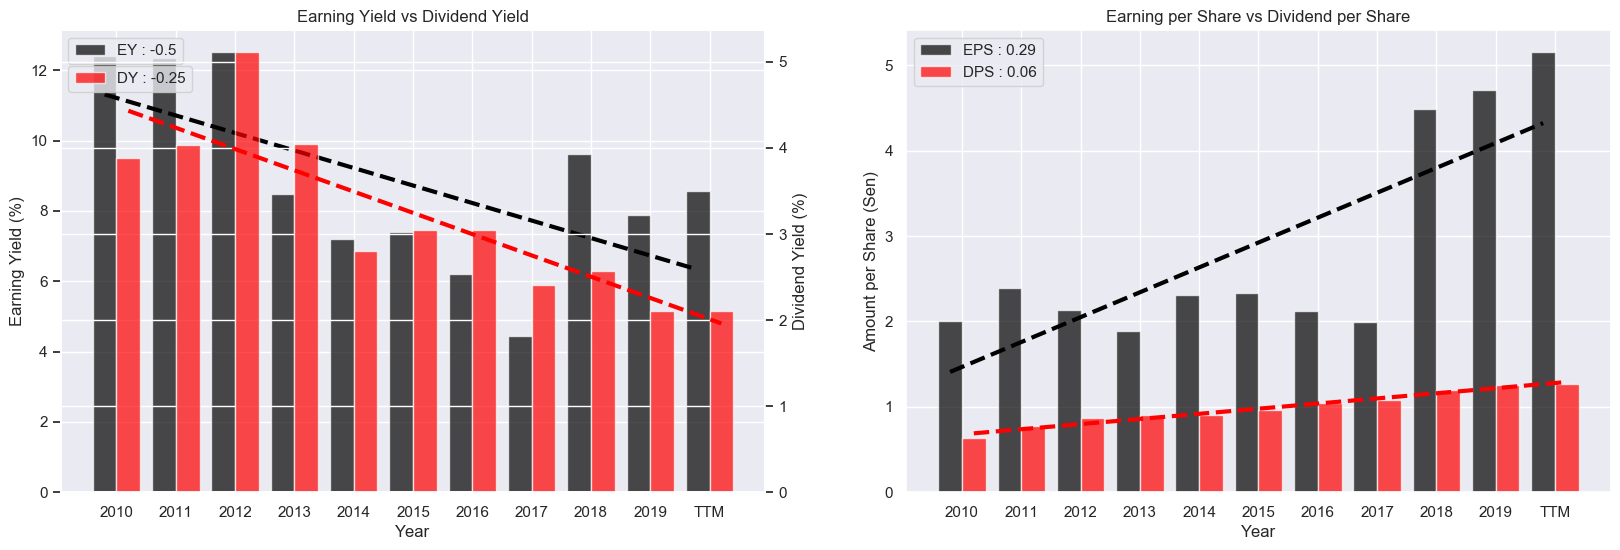 Earning Yield vs Dividend Yield
EY : -0.5
DY : -0.25
Earning Yield (%)
12
10
8
6
4
2
0
5
4
3
2
1
0
Dividend Yield (%)
2010 2011 2012 2013 2014 2015 2016 2017 2018 2019 TTM
Year
Earning per Share vs Dividend per Share
EPS : 0.29
DPS : 0.06
Amount per Share (Sen)
5
4
3
2
1
0
2010 2011 2012 2013 2014 2015 2016 2017 2018 2019 TTM
Year